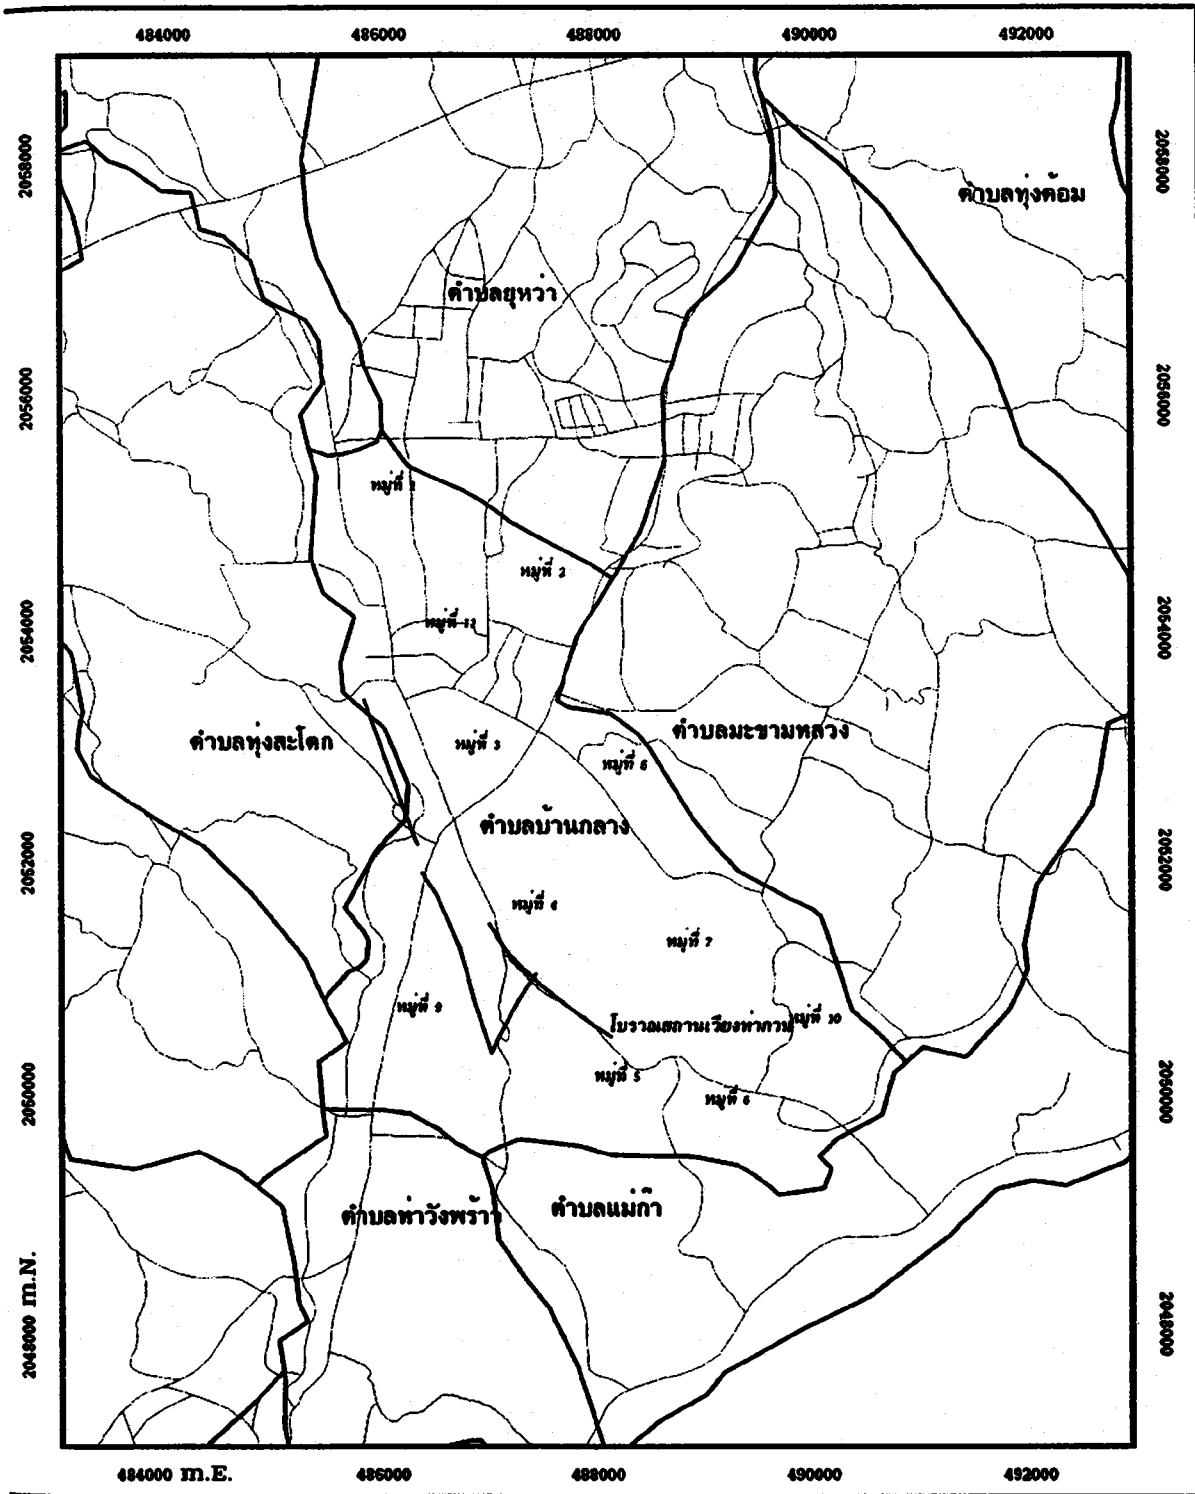 484000 486000 488000 490000 492000
2058000
2058000
ตำบลทุ่งต้อม
ตำบลยุหว่า
2056000
2056000
หมู่ที่ 1
หมู่ที่ 2
หมู่ที่ 11
2054000
2054000
ตำบลทุ่งสะโตก
หมู่ที่ 3
ตำบลมะขามหลวง
หมู่ที่ 8
ตำบลบ้านกลาง
2052000
2052000
หมู่ที่ 4
หมู่ที่ 7
หมู่ที่ 9
โบราณสถานเวียงท่ากาน
หมู่ที่ 10
หมู่ที่ 5
หมู่ที่ 6
2050000
2050000
ตำบลท่าวังพร้าว
ตำบลแม่ก๊า
2048000 m.N.
2048000
484000 m.E. 486000 488000 490000 492000